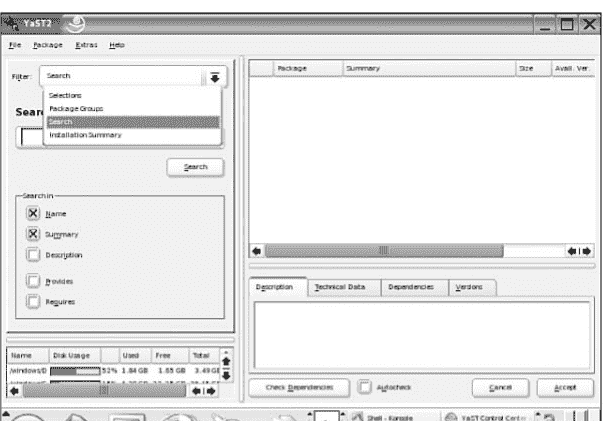 YaST2
File Package Extras Help
Filter: Search
Selections
Package Groups
Search
Installation Summary
Sear
Search
Search in
Name
Summary
Description
Provides
Requires
Name Disk Usage Used Free Total
/windows/D 52% 1.84 GB 1.65 GB 3.49 GB
Package Summary Size Avail. Ver.
Description Technical Data Dependencies Versions
Check Dependencies Autocheck Cancel Accept
Shell - Konsole YaST Control Center